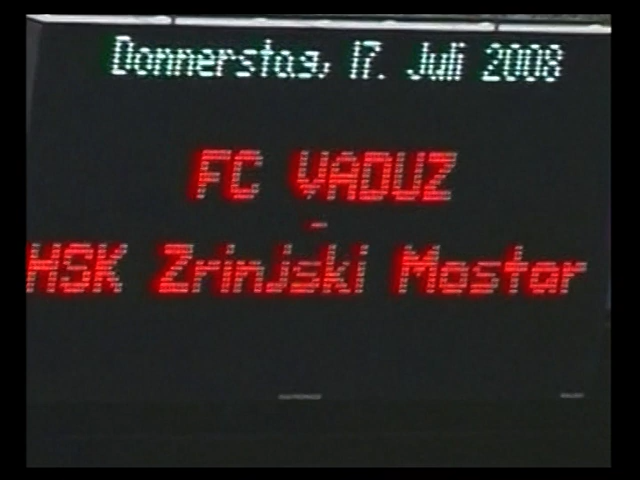 Donnerstag, 17. Juli 2008
FC VADUZ
-
HSK Zrinjski Mostar